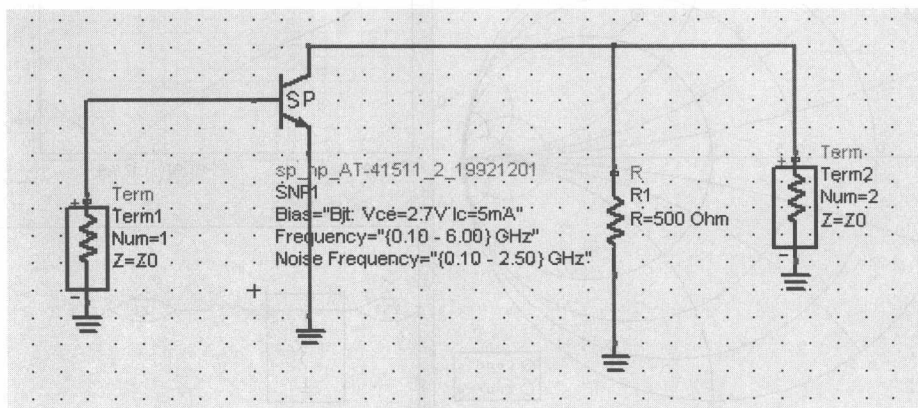 SP
sp_hp_AT-41511_2_19921201
SNP1
Bias="Bjt: Vce=2.7V Ic=5mA"
Frequency="{0.10 - 6.00} GHz"
Noise Frequency="{0.10 - 2.50} GHz"
+
Term
Term1
Num=1
Z=Z0
-
+
R
R1
R=500 Ohm
+
Term
Term2
Num=2
Z=Z0
-